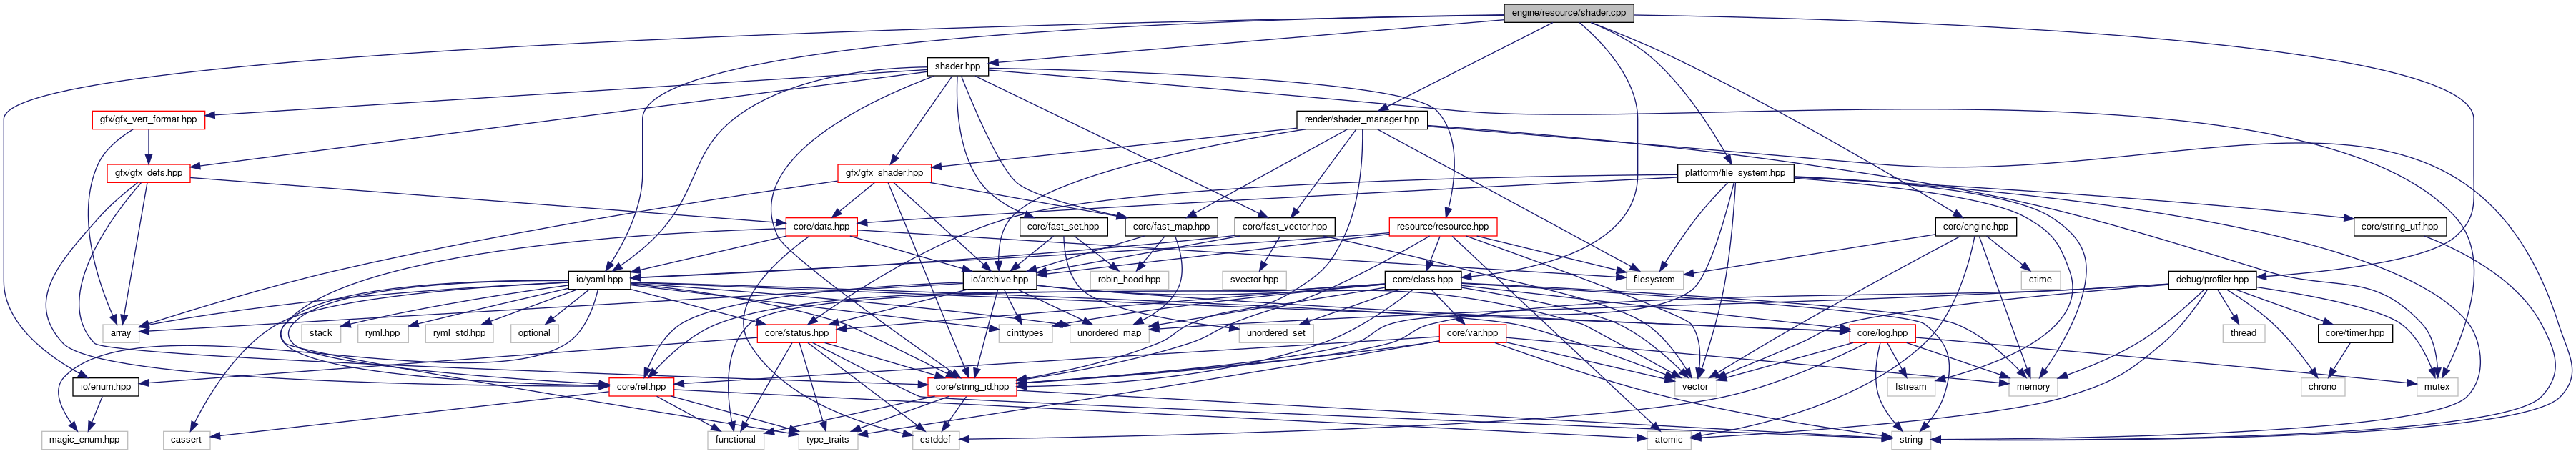 engine/resource/shader.cpp
shader.hpp
gfx/gfx_vert_format.hpp
render/shader_manager.hpp
gfx/gfx_defs.hpp
gfx/gfx_shader.hpp
platform/file_system.hpp
core/data.hpp
core/fast_set.hpp
core/fast_map.hpp
core/fast_vector.hpp
resource/resource.hpp
core/engine.hpp
core/string_utf.hpp
io/yaml.hpp
io/archive.hpp
robin_hood.hpp
svector.hpp
core/class.hpp
filesystem
ctime
debug/profiler.hpp
array
stack
ryml.hpp
ryml_std.hpp
optional
core/status.hpp
cinttypes
unordered_map
unordered_set
core/var.hpp
core/log.hpp
thread
core/timer.hpp
io/enum.hpp
core/ref.hpp
core/string_id.hpp
vector
fstream
memory
chrono
mutex
magic_enum.hpp
cassert
functional
type_traits
cstddef
atomic
string